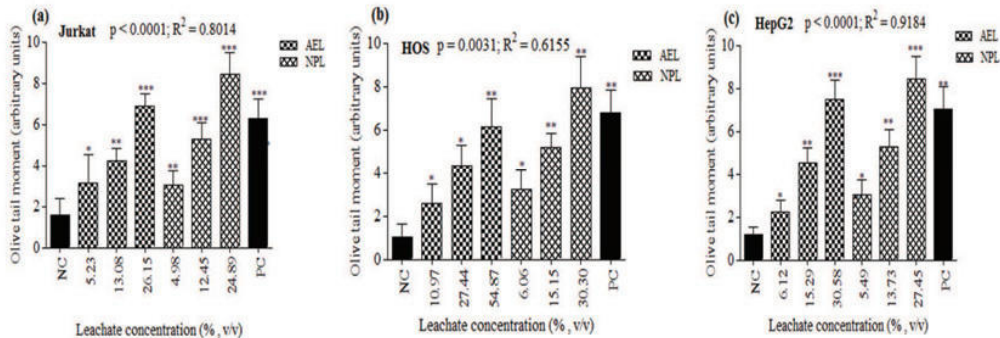 (a)
Jurkat p < 0.0001; R² = 0.8014
AEL
NPL
Olive tail moment (arbitrary units)
10
8
6
4
2
0
*
**
***
**
***
***
***
NC
5.23
13.08
26.15
4.98
12.45
24.89
PC
Leachate concentration (% , v/v)
(b)
HOS p = 0.0031; R² = 0.6155
AEL
NPL
Olive tail moment (arbitrary units)
10
8
6
4
2
0
*
*
**
*
**
**
**
NC
10.97
27.44
54.87
6.06
15.15
30.30
PC
Leachate concentration (% , v/v)
(c)
HepG2 p < 0.0001; R² = 0.9184
AEL
NPL
Olive tail moment (arbitrary units)
10
8
6
4
2
0
*
**
***
*
**
***
**
NC
6.12
15.29
30.58
5.49
13.73
27.45
PC
Leachate concentration (% , v/v)